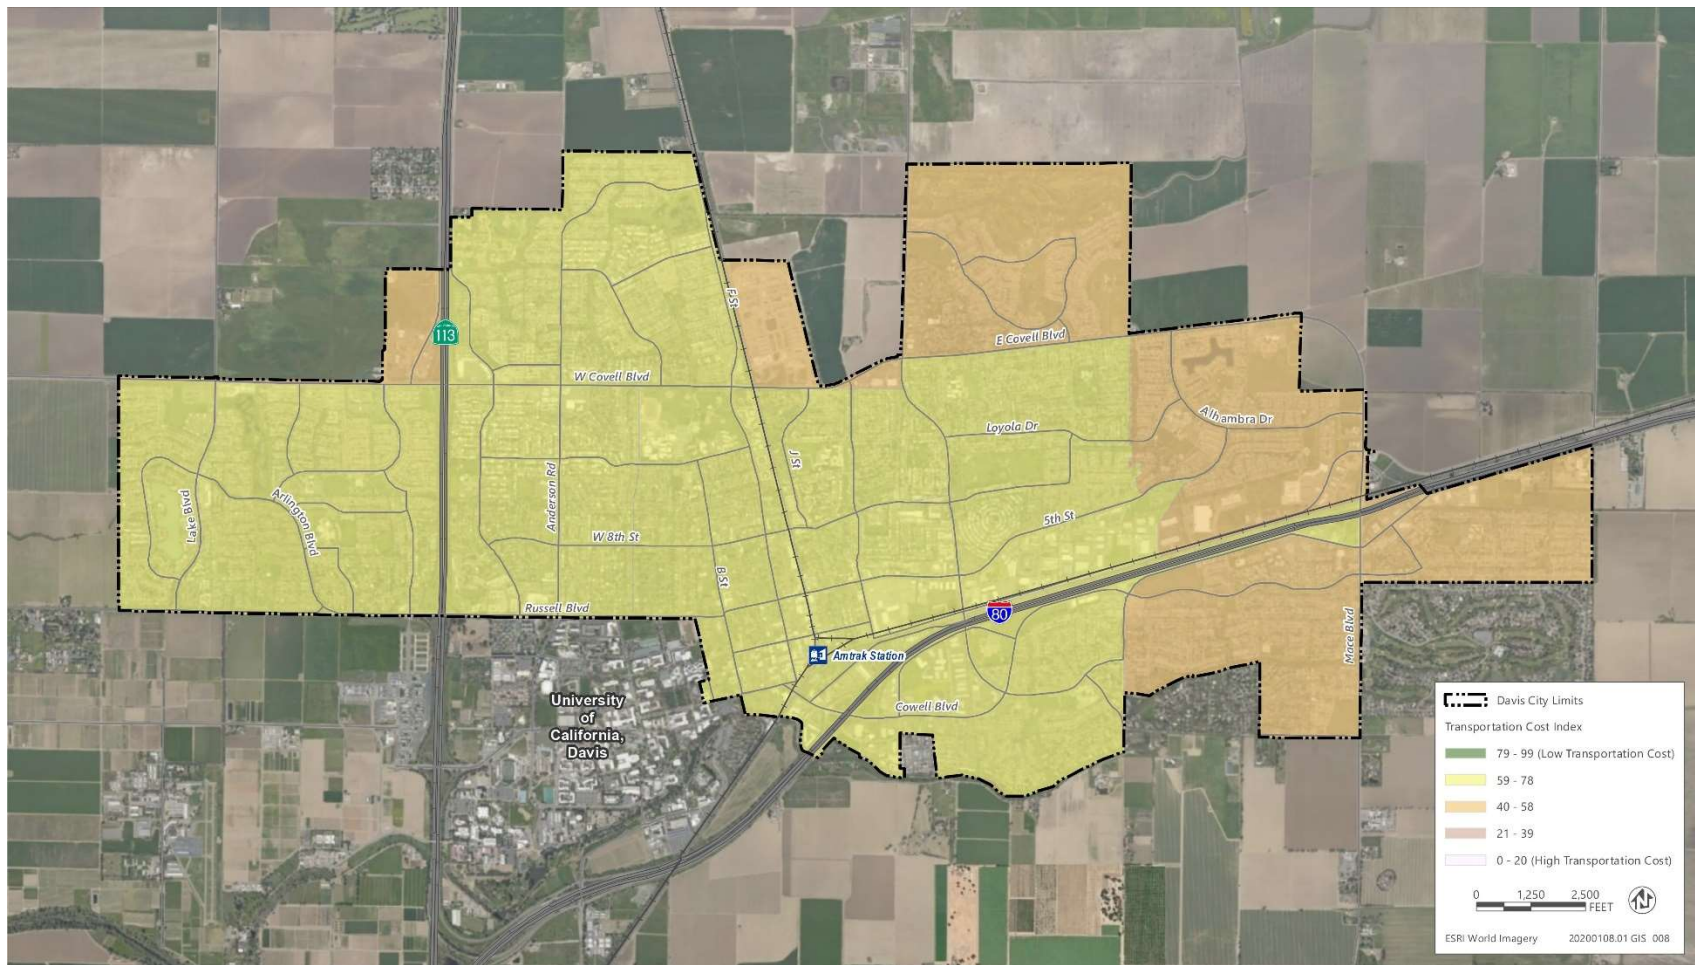 113
F St
E Covell Blvd
W Covell Blvd
Alhambra Dr
Loyola Dr
J St
Anderson Rd
Lake Blvd
Arlington Blvd
5th St
W 8th St
B St
Russell Blvd
80
Mace Blvd
Amtrak Station
University
of
California,
Davis
Cowell Blvd
Davis City Limits
Transportation Cost Index
79 - 99 (Low Transportation Cost)
59 - 78
40 - 58
21 - 39
0 - 20 (High Transportation Cost)
0 1,250 2,500
FEET
N
ESRI World Imagery 20200108.01 GIS 008